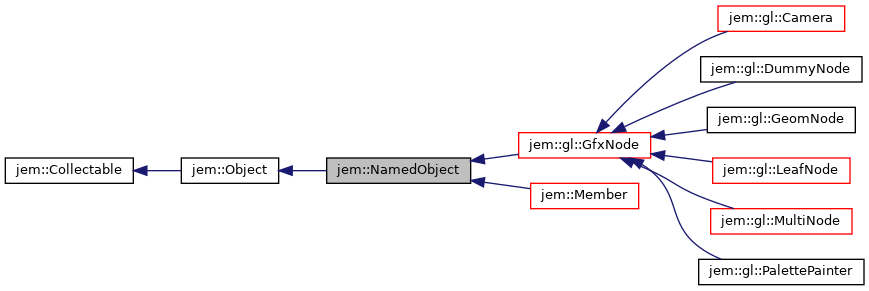 jem::Collectable
jem::Object
jem::NamedObject
jem::gl::GfxNode
jem::Member
jem::gl::Camera
jem::gl::DummyNode
jem::gl::GeomNode
jem::gl::LeafNode
jem::gl::MultiNode
jem::gl::PalettePainter